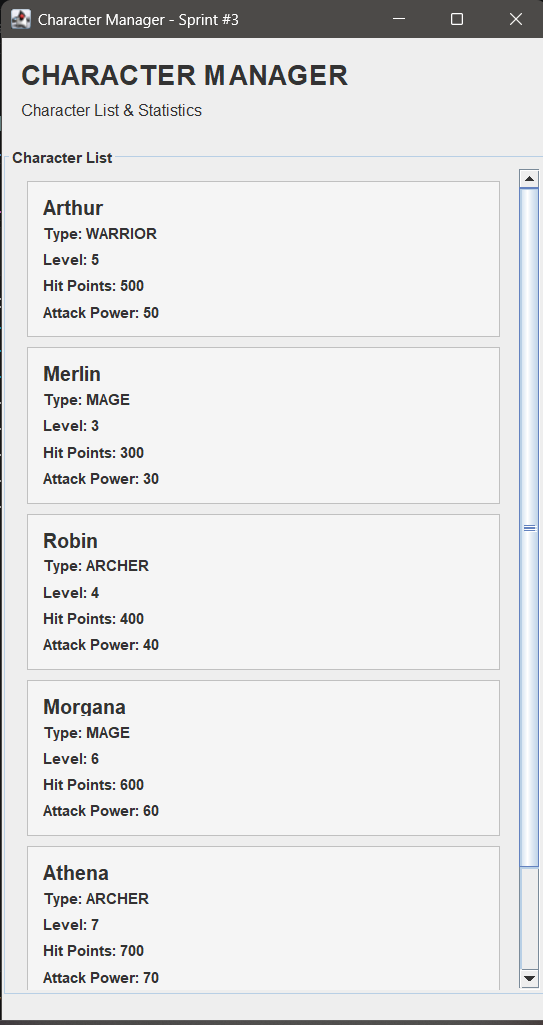 Character Manager - Sprint #3
CHARACTER MANAGER
Character List & Statistics
Character List
Arthur
Type: WARRIOR
Level: 5
Hit Points: 500
Attack Power: 50
Merlin
Type: MAGE
Level: 3
Hit Points: 300
Attack Power: 30
Robin
Type: ARCHER
Level: 4
Hit Points: 400
Attack Power: 40
Morgana
Type: MAGE
Level: 6
Hit Points: 600
Attack Power: 60
Athena
Type: ARCHER
Level: 7
Hit Points: 700
Attack Power: 70